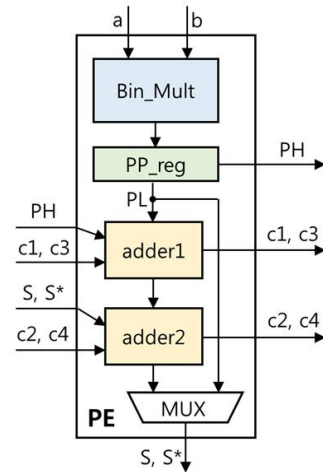 a b
Bin_Mult
PP_reg
PH
PL
PH
c1, c3
adder1
c1, c3
S, S*
c2, c4
adder2
c2, c4
MUX
PE
S, S*